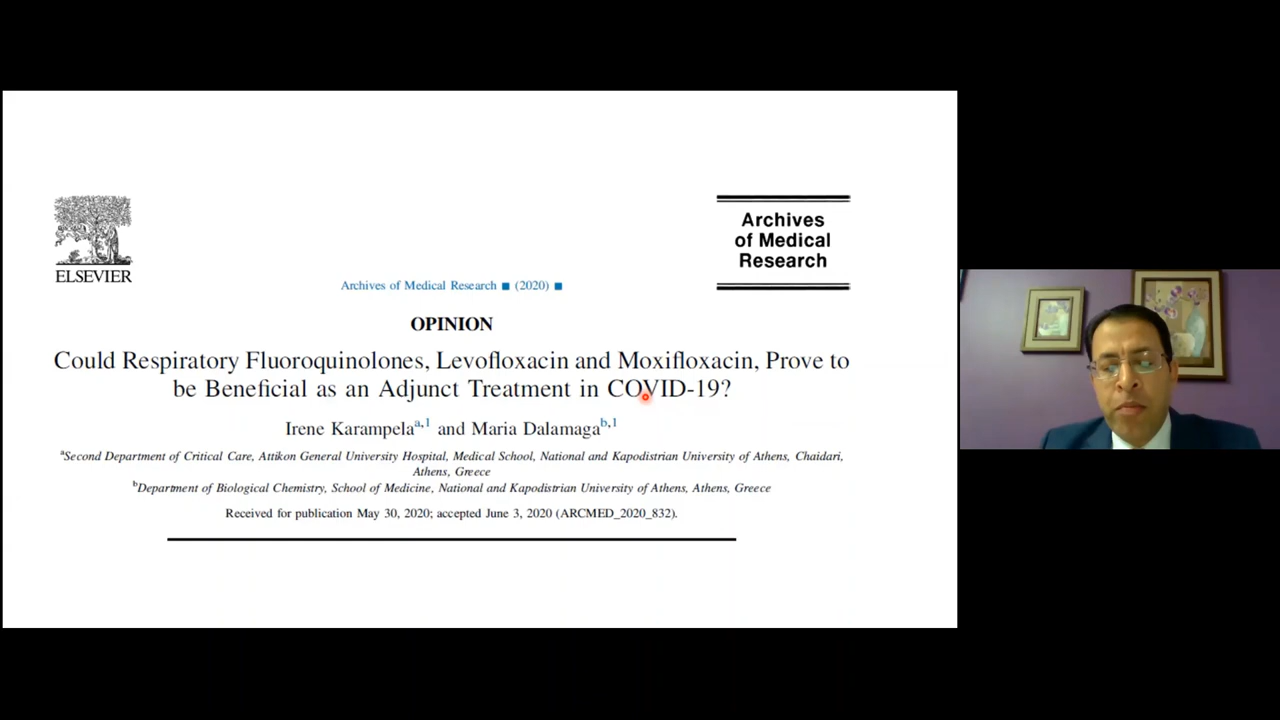 ELSEVIER
Archives
of Medical
Research
Archives of Medical Research ■ (2020) ■
OPINION
Could Respiratory Fluoroquinolones, Levofloxacin and Moxifloxacin, Prove to
be Beneficial as an Adjunct Treatment in COVID-19?
Irene Karampelaᵃ,¹ and Maria Dalamagaᵇ,¹
ᵃSecond Department of Critical Care, Attikon General University Hospital, Medical School, National and Kapodistrian University of Athens, Chaidari,
Athens, Greece
ᵇDepartment of Biological Chemistry, School of Medicine, National and Kapodistrian University of Athens, Athens, Greece
Received for publication May 30, 2020; accepted June 3, 2020 (ARCMED_2020_832).